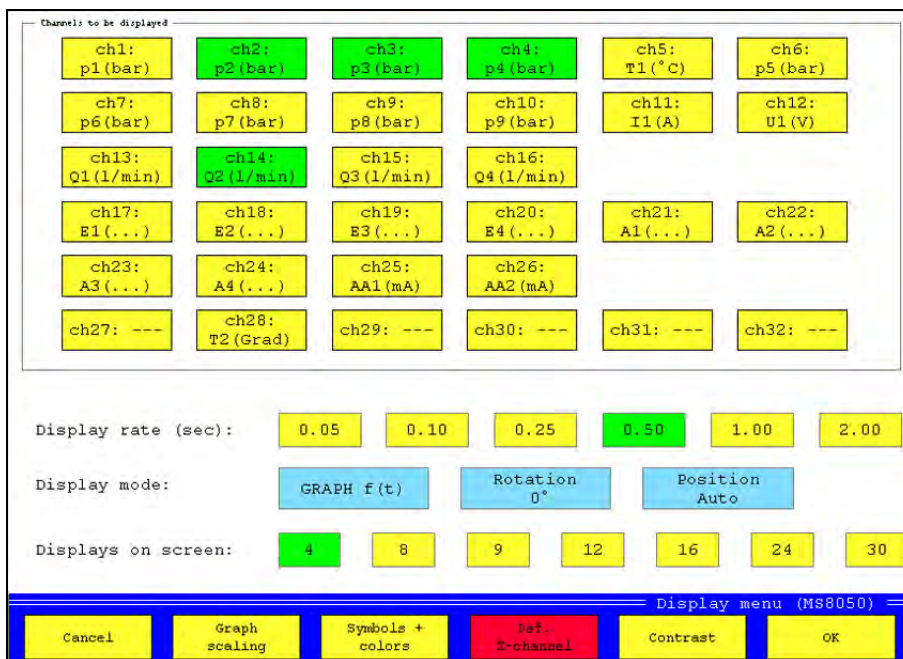 Channels to be displayed
ch1: ch2: ch3: ch4: ch5: ch6:
p1(bar) p2(bar) p3(bar) p4(bar) T1(°C) p5(bar)
ch7: ch8: ch9: ch10: ch11: ch12:
p6(bar) p7(bar) p8(bar) p9(bar) I1(A) U1(V)
ch13: ch14: ch15: ch16:
Q1(l/min) Q2(l/min) Q3(l/min) Q4(l/min)
ch17: ch18: ch19: ch20: ch21: ch22:
E1(...) E2(...) E3(...) E4(...) A1(...) A2(...)
ch23: ch24: ch25: ch26:
A3(...) A4(...) AA1(mA) AA2(mA)
ch27: --- ch28: ch29: --- ch30: --- ch31: --- ch32: ---
T2(Grad)
Display rate (sec): 0.05 0.10 0.25 0.50 1.00 2.00
Display mode: GRAPH f(t) Rotation Position
0° Auto
Displays on screen: 4 8 9 12 16 24 30
Display menu (MS8050)
Cancel Graph Symbols + Def. Contrast OK
scaling colors X-channel